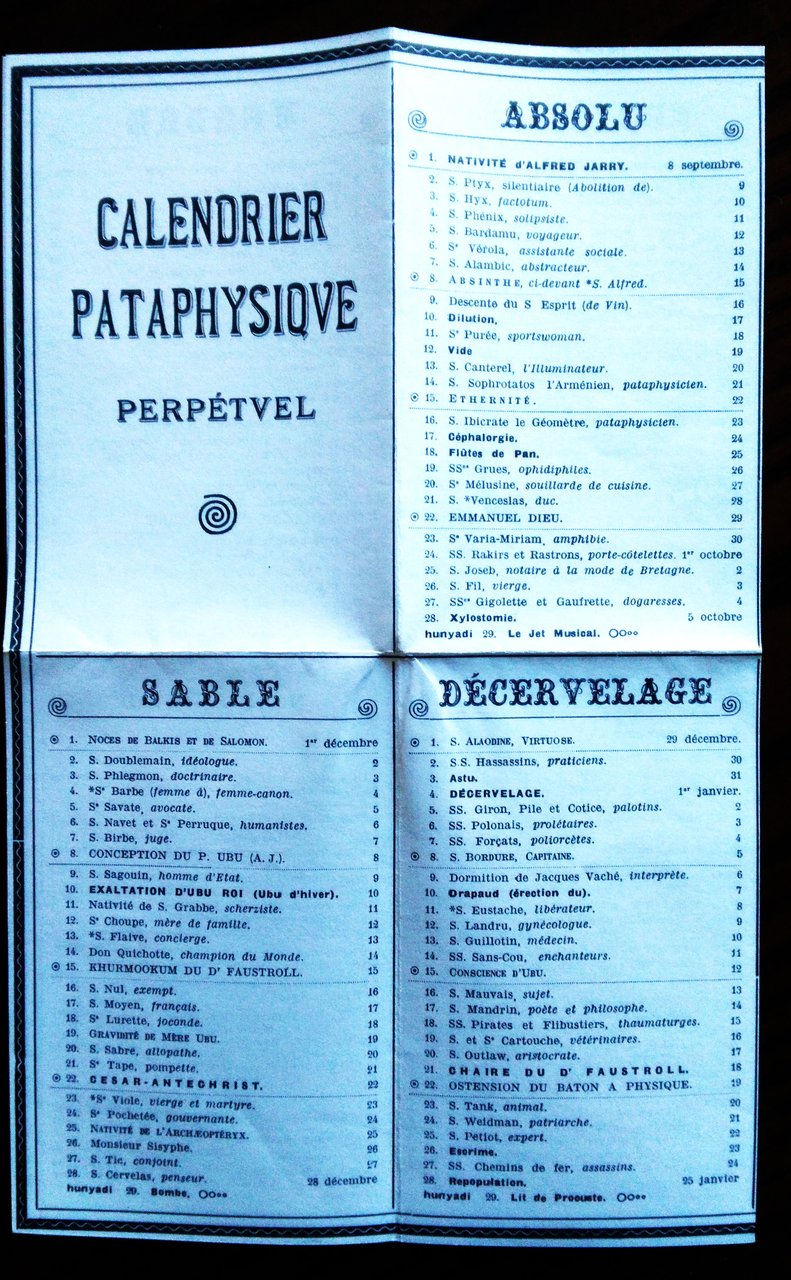 CALENDRIER
PATAPHYSIQVE
PERPÉTVEL
ABSOLU
1. NATIVITÉ d'ALFRED JARRY. 8 septembre.
2. S. Ptyx, silentiaire (Abolition de). 9
3. S. Hyx, factotum. 10
4. S. Phénix, solipsiste. 11
5. S. Bardamu, voyageur. 12
6. Sᵉ Vérola, assistante sociale. 13
7. S. Alambic, abstracteur. 14
8. ABSINTHE, ci-devant *S. Alfred. 15
9. Descente du S Esprit (de Vin). 16
10. Dilution. 17
11. Sᵉ Purée, sportswoman. 18
12. Vide 19
13. S. Canterel, l'Illuminateur. 20
14. S. Sophrotatos l'Arménien, pataphysicien. 21
15. ETHERNITÉ. 22
16. S. Ibicrate le Géomètre, pataphysicien. 23
17. Céphalorgie. 24
18. Flûtes de Pan. 25
19. SSᵉˢ Grues, ophidiphiles. 26
20. Sᵉ Mélusine, souillarde de cuisine. 27
21. S. *Venceslas, duc. 28
22. EMMANUEL DIEU. 29
23. Sᵉ Varia-Miriam, amphibie. 30
24. SS. Rakirs et Rastrons, porte-côtelettes. 1ᵉʳ octobre
25. S. Joseb, notaire à la mode de Bretagne. 2
26. S. Fil, vierge. 3
27. SSᵉˢ Gigolette et Gaufrette, dogaresses. 4
28. Xylostomie. 5 octobre
hunyadi 29. Le Jet Musical.
SABLE
1. NOCES DE BALKIS ET DE SALOMON. 1ᵉʳ décembre
2. S. Doublemain, idéologue. 2
3. S. Phlegmon, doctrinaire. 3
4. *Sᵉ Barbe (femme à), femme-canon. 4
5. Sᵉ Savate, avocate. 5
6. S. Navet et Sᵉ Perruque, humanistes. 6
7. S. Birbe, juge. 7
8. CONCEPTION DU P. UBU (A. J.). 8
9. S. Sagouin, homme d'Etat. 9
10. EXALTATION D'UBU ROI (Ubu d'hiver). 10
11. Nativité de S. Grabbe, scherziste. 11
12. Sᵉ Choupe, mère de famille. 12
13. *S. Flaive, concierge. 13
14. Don Quichotte, champion du Monde. 14
15. KHURMOOKUM DU Dʳ FAUSTROLL. 15
16. S. Nul, exempt. 16
17. S. Moyen, français. 17
18. Sᵉ Lurette, joconde. 18
19. GRAVIDITÉ DE MÈRE UBU. 19
20. S. Sabre, allopathe. 20
21. Sᵉ Tape, pompette. 21
22. CESAR-ANTECHRIST. 22
23. *Sᵉ Viole, vierge et martyre. 23
24. Sᵉ Pochetée, gouvernante. 24
25. NATIVITÉ DE L'ARCHÆOPTÉRYX. 25
26. Monsieur Sisyphe. 26
27. S. Tic, conjoint. 27
28. S. Cervelas, penseur. 28 décembre
hunyadi 29. Bombe.
DÉCERVELAGE
1. S. ALAODINE, VIRTUOSE. 29 décembre.
2. S.S. Hassassins, praticiens. 30
3. Astu. 31
4. DÉCERVELAGE. 1ᵉʳ janvier.
5. SS. Giron, Pile et Cotice, palotins. 2
6. SS. Polonais, prolétaires. 3
7. SS. Forçats, poliorcètes. 4
8. S. BORDURE, CAPITAINE. 5
9. Dormition de Jacques Vaché, interprète. 6
10. Drapaud (érection du). 7
11. *S. Eustache, libérateur. 8
12. S. Landru, gynécologue. 9
13. S. Guillotin, médecin. 10
14. SS. Sans-Cou, enchanteurs. 11
15. CONSCIENCE D'UBU. 12
16. S. Mauvais, sujet. 13
17. S. Mandrin, poète et philosophe. 14
18. SS. Pirates et Flibustiers, thaumaturges. 15
19. S. et Sᵉ Cartouche, vétérinaires. 16
20. S. Outlaw, aristocrate. 17
21. CHAIRE DU Dʳ FAUSTROLL. 18
22. OSTENSION DU BATON A PHYSIQUE. 19
23. S. Tank, animal. 20
24. S. Weidman, patriarche. 21
25. S. Petiot, expert. 22
26. Escrime. 23
27. SS. Chemins de fer, assassins. 24
28. Repopulation. 25 janvier
hunyadi 29. Lit de Procuste.